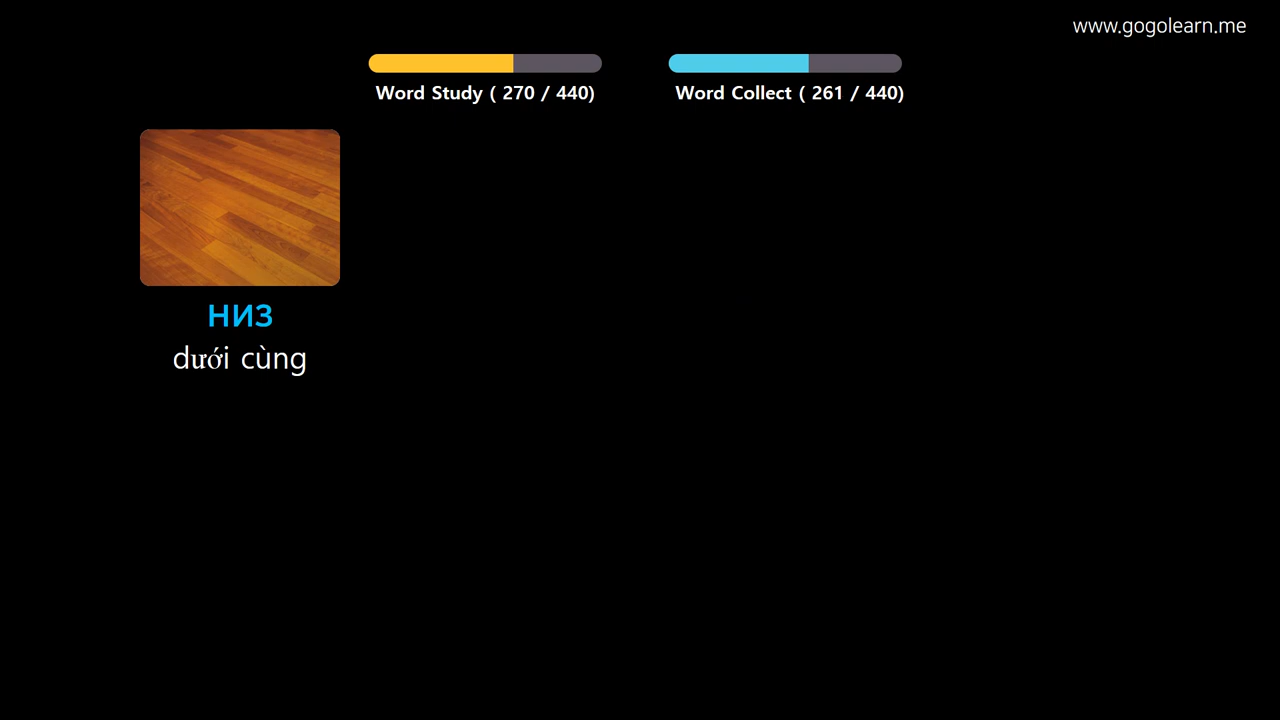 www.gogolearn.me
Word Study ( 270 / 440)
Word Collect ( 261 / 440)
низ
dưới cùng